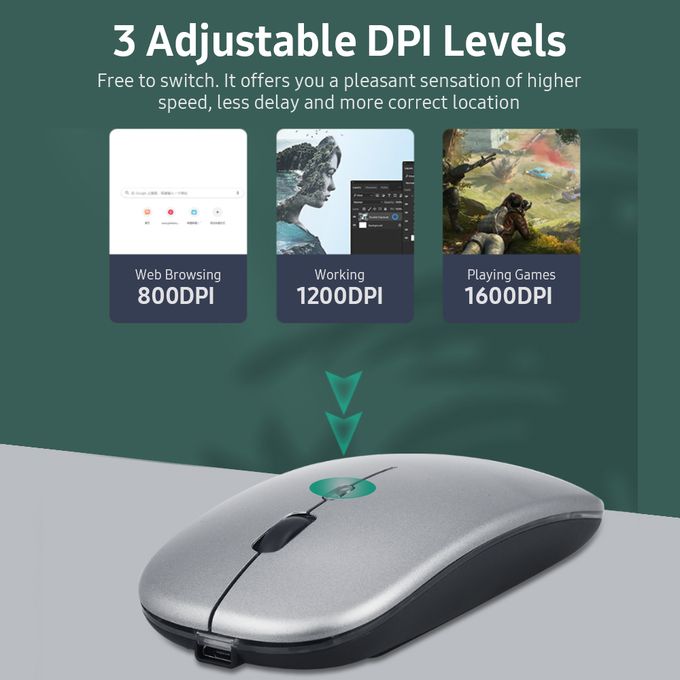 3 Adjustable DPI Levels
Free to switch. It offers you a pleasant sensation of higher
speed, less delay and more correct location
Web Browsing
800DPI
Working
1200DPI
Playing Games
1600DPI